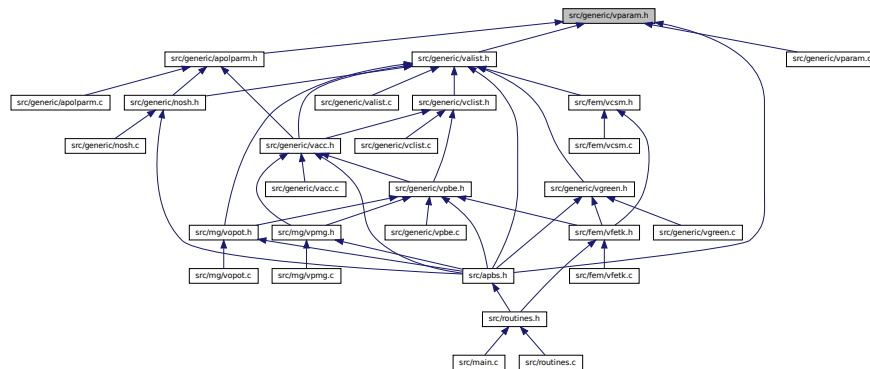 src/generic/vparam.h
src/generic/apolparm.h
src/generic/valist.h
src/generic/vparam.c
src/generic/apolparm.c
src/generic/nosh.h
src/generic/valist.c
src/generic/vclist.h
src/fem/vcsm.h
src/generic/nosh.c
src/generic/vacc.h
src/generic/vclist.c
src/fem/vcsm.c
src/generic/vacc.c
src/generic/vpbe.h
src/generic/vgreen.h
src/mg/vopot.h
src/mg/vpmg.h
src/generic/vpbe.c
src/fem/vfetk.h
src/generic/vgreen.c
src/mg/vopot.c
src/mg/vpmg.c
src/apbs.h
src/fem/vfetk.c
src/routines.h
src/main.c
src/routines.c